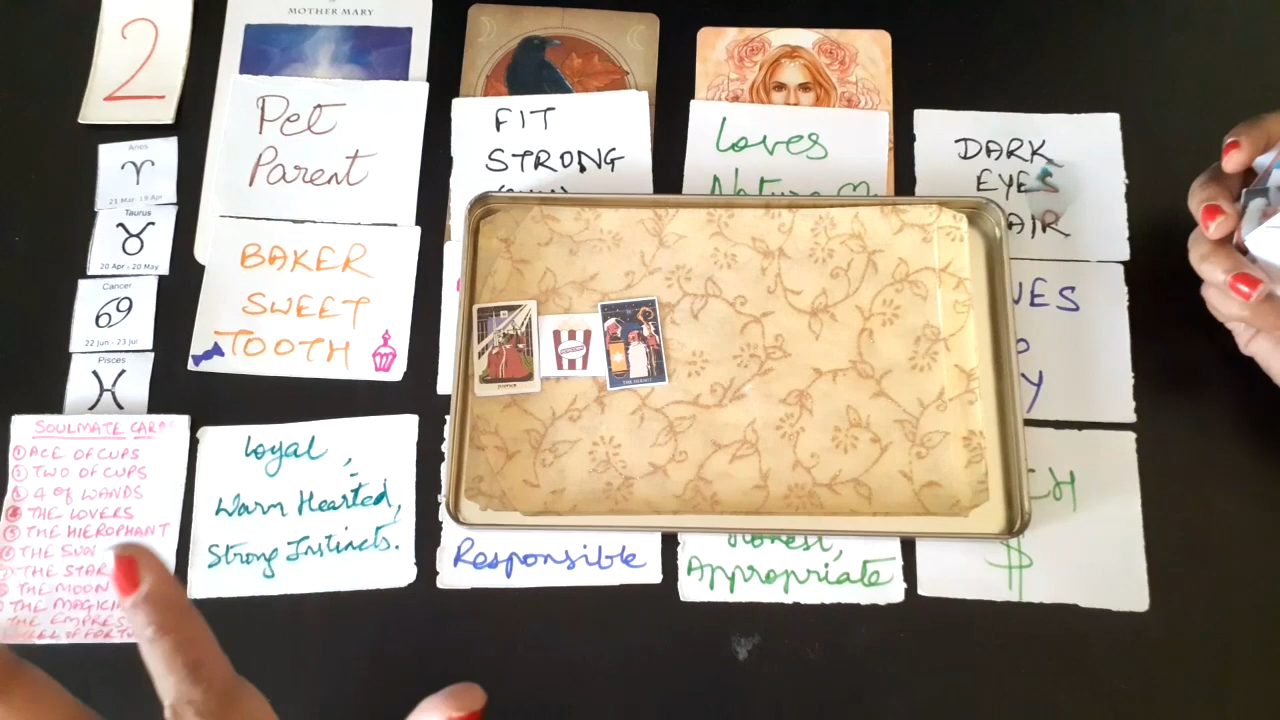 2
MOTHER MARY
Pet
Parent
FIT
STRONG
Loves
Nature
DARK
EYES
Aries
21 Mar - 19 Apr
Taurus
20 Apr - 20 May
Cancer
22 Jun - 23 Jul
Pisces
BAKER
SWEET
TOOTH
THE HERMIT
SOULMATE CARD
① ACE OF CUPS
② TWO OF CUPS
4 OF WANDS
④ THE LOVERS
⑤ THE HIEROPHANT
⑥ THE SUN
THE STAR
THE MOON
THE MAGICI
THE EMPRES
Loyal,
Warm Hearted,
Strong Instincts.
Responsible
Honest,
Appropriate
$